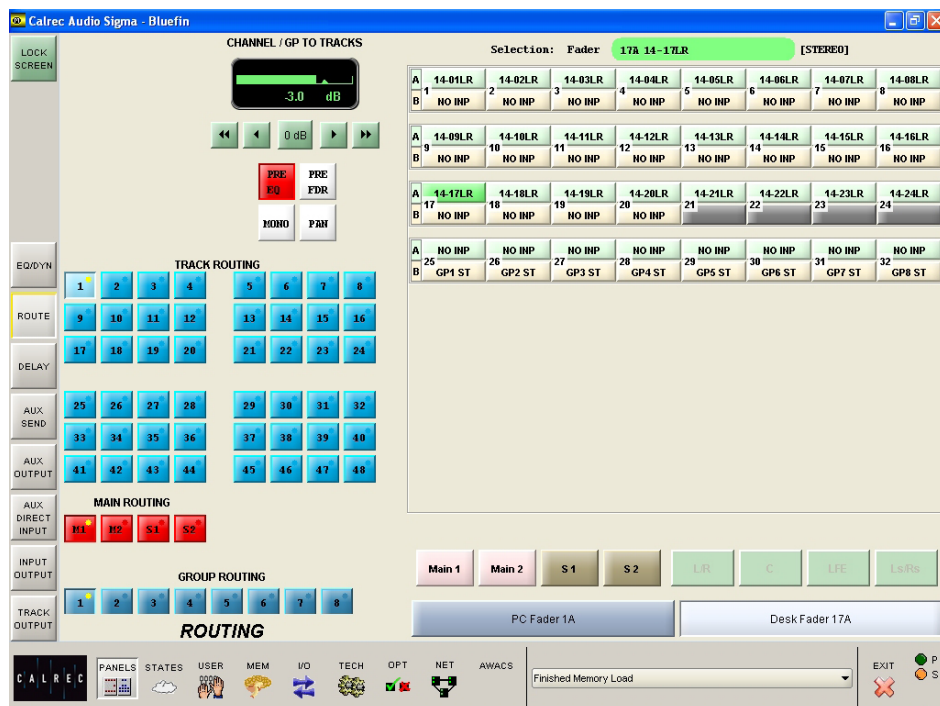 Calrec Audio Sigma - Bluefin
LOCK SCREEN
CHANNEL / GP TO TRACKS
-3.0 dB
0 dB
PRE EQ PRE FDR
MONO PAN
EQ/DYN
ROUTE
DELAY
AUX SEND
AUX OUTPUT
AUX DIRECT INPUT
INPUT OUTPUT
TRACK OUTPUT
TRACK ROUTING
1 2 3 4 5 6 7 8
9 10 11 12 13 14 15 16
17 18 19 20 21 22 23 24
25 26 27 28 29 30 31 32
33 34 35 36 37 38 39 40
41 42 43 44 45 46 47 48
MAIN ROUTING
M1 M2 S1 S2
GROUP ROUTING
1 2 3 4 5 6 7 8
ROUTING
Selection: Fader 17A 14-17LR [STEREO]
A 14-01LR 14-02LR 14-03LR 14-04LR 14-05LR 14-06LR 14-07LR 14-08LR
1 2 3 4 5 6 7 8
B NO INP NO INP NO INP NO INP NO INP NO INP NO INP NO INP
A 14-09LR 14-10LR 14-11LR 14-12LR 14-13LR 14-14LR 14-15LR 14-16LR
9 10 11 12 13 14 15 16
B NO INP NO INP NO INP NO INP NO INP NO INP NO INP NO INP
A 14-17LR 14-18LR 14-19LR 14-20LR 14-21LR 14-22LR 14-23LR 14-24LR
17 18 19 20 21 22 23 24
B NO INP NO INP NO INP NO INP
A NO INP NO INP NO INP NO INP NO INP NO INP NO INP NO INP
25 26 27 28 29 30 31 32
B GP1 ST GP2 ST GP3 ST GP4 ST GP5 ST GP6 ST GP7 ST GP8 ST
Main 1 Main 2 S 1 S 2 L/R C LFE Ls/Rs
PC Fader 1A Desk Fader 17A
CALREC PANELS STATES USER MEM I/O TECH OPT NET AWACS
Finished Memory Load
EXIT
P
S